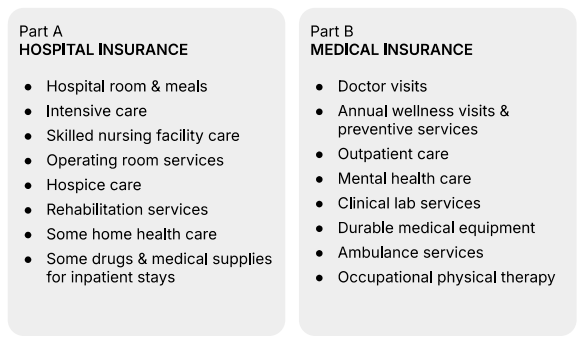 Part A
HOSPITAL INSURANCE
● Hospital room & meals
● Intensive care
● Skilled nursing facility care
● Operating room services
● Hospice care
● Rehabilitation services
● Some home health care
● Some drugs & medical supplies
for inpatient stays
Part B
MEDICAL INSURANCE
● Doctor visits
● Annual wellness visits &
preventive services
● Outpatient care
● Mental health care
● Clinical lab services
● Durable medical equipment
● Ambulance services
● Occupational physical therapy